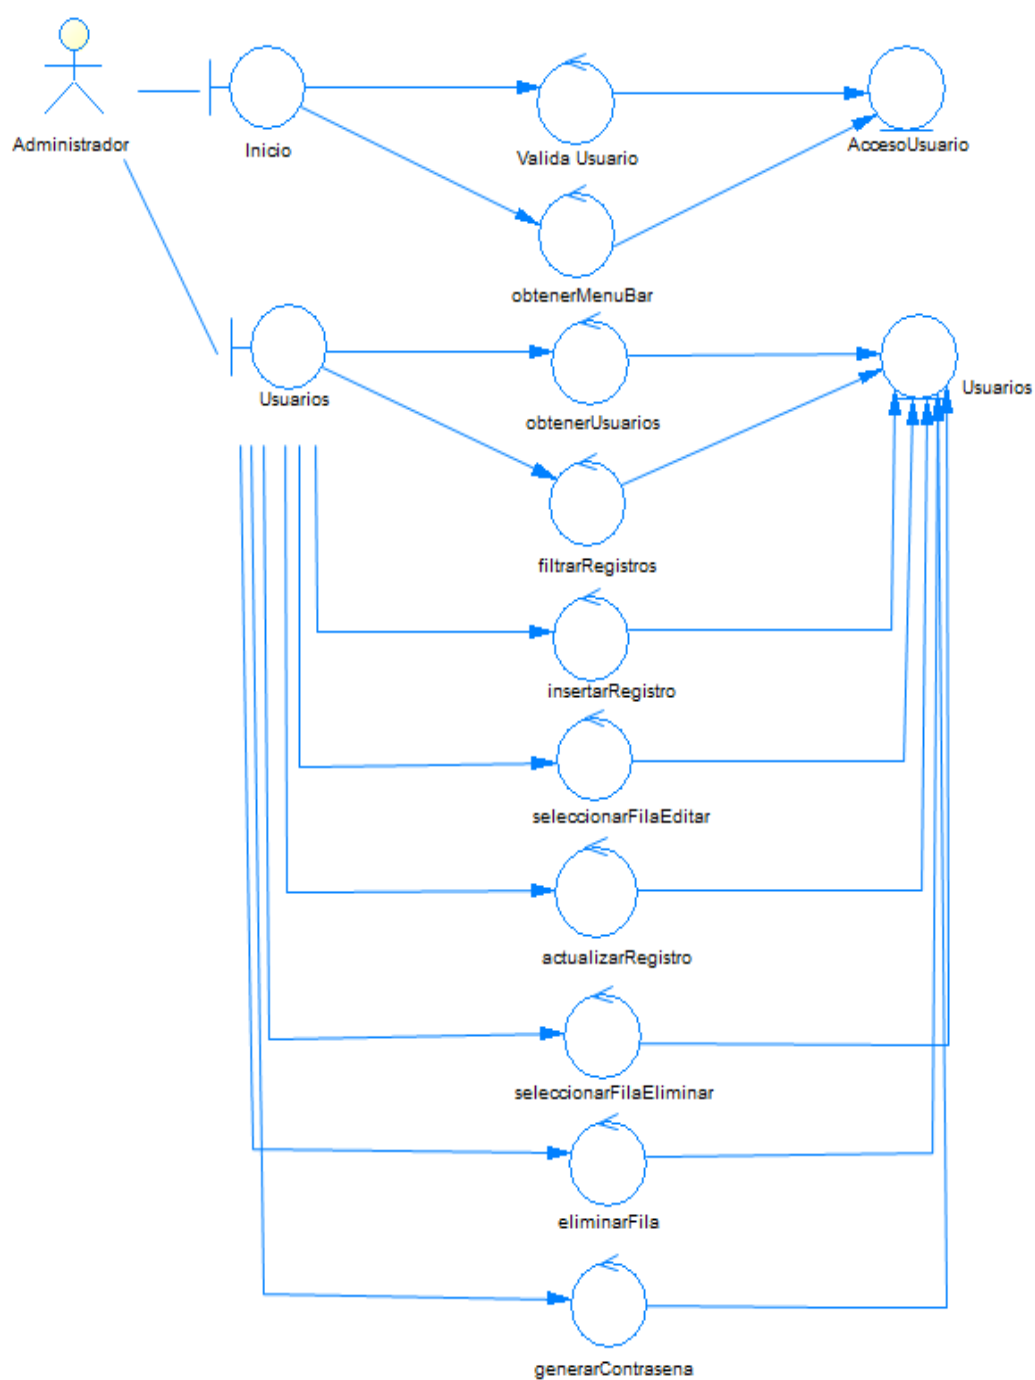 Administrador
Inicio
Valida Usuario
AccesoUsuario
obtenerMenuBar
Usuarios
obtenerUsuarios
Usuarios
filtrarRegistros
insertarRegistro
seleccionarFilaEditar
actualizarRegistro
seleccionarFilaEliminar
eliminarFila
generarContrasena